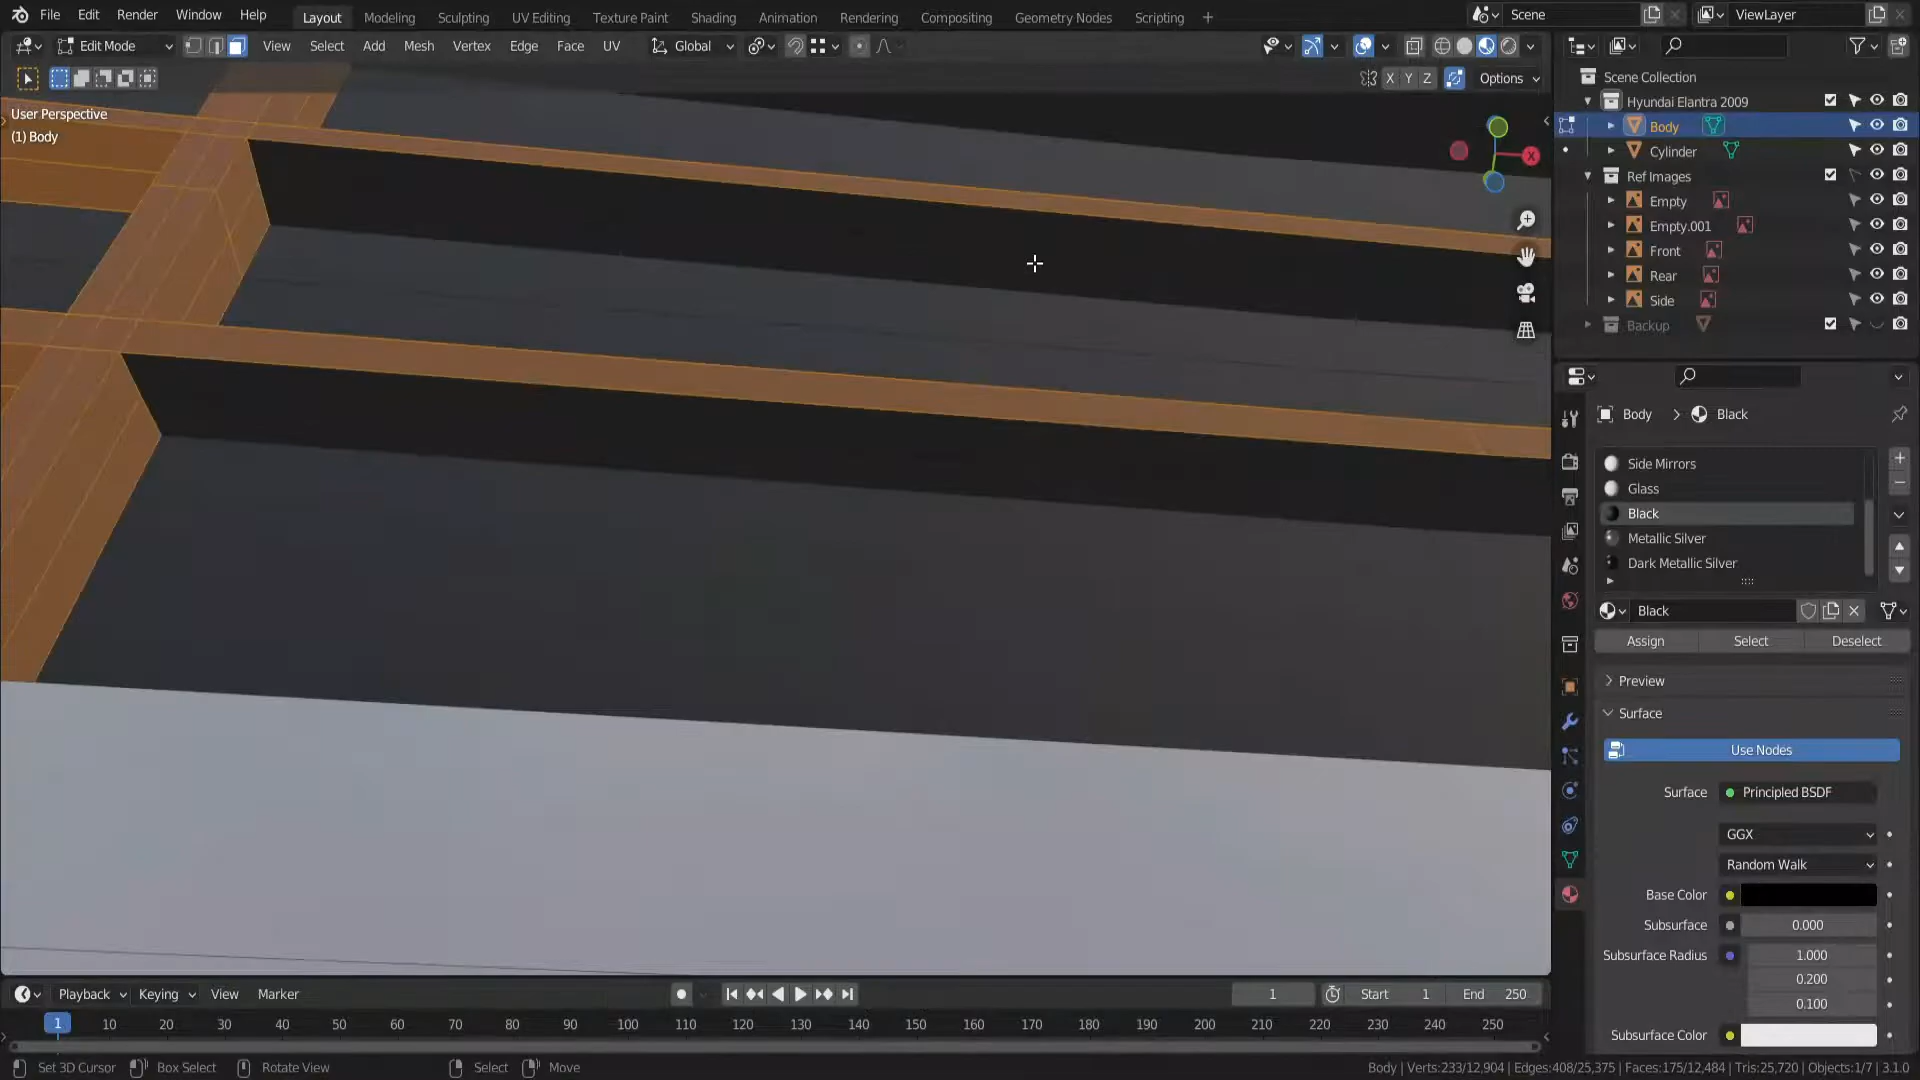 File Edit Render Window Help
Layout Modeling Sculpting UV Editing Texture Paint Shading Animation Rendering Compositing Geometry Nodes Scripting +
Scene
ViewLayer
Edit Mode
View Select Add Mesh Vertex Edge Face UV
Global
X Y Z Options
User Perspective
(1) Body
X
Scene Collection
Hyundai Elantra 2009
Body
Cylinder
Ref Images
Empty
Empty.001
Front
Rear
Side
Backup
Body > Black
Side Mirrors
Glass
Black
Metallic Silver
Dark Metallic Silver
Black
Assign Select Deselect
Preview
Surface
Use Nodes
Surface Principled BSDF
GGX
Random Walk
Base Color
Subsurface 0.000
Subsurface Radius 1.000
0.200
0.100
Subsurface Color
Playback Keying View Marker
1 Start 1 End 250
1 10 20 30 40 50 60 70 80 90 100 110 120 130 140 150 160 170 180 190 200 210 220 230 240 250
Set 3D Cursor Box Select Rotate View Select Move
Body | Verts:233/12,904 | Edges:408/25,375 | Faces:175/12,484 | Tris:25,720 | Objects:1/7 | 3.1.0